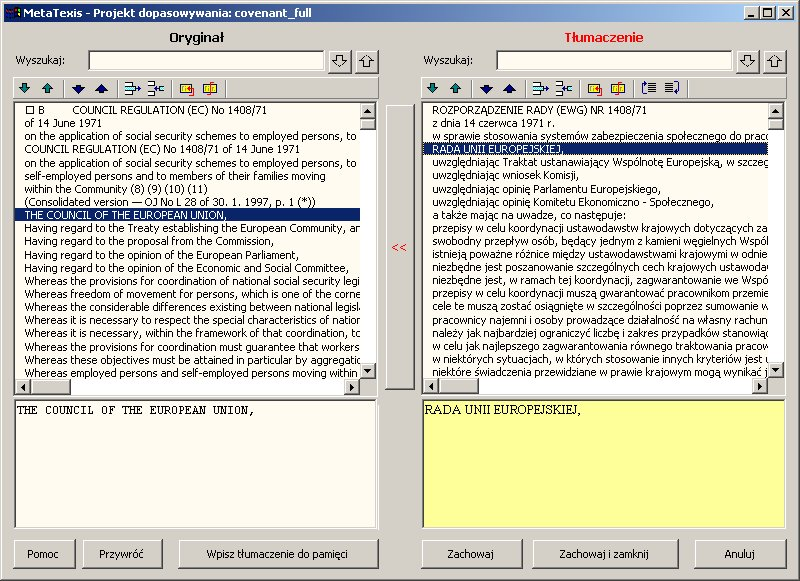 MetaTexis - Projekt dopasowywania: covenant_full
Oryginał
Wyszukaj:
B COUNCIL REGULATION (EC) No 1408/71
of 14 June 1971
on the application of social security schemes to employed persons, to
COUNCIL REGULATION (EC) No 1408/71 of 14 June 1971
on the application of social security schemes to employed persons, to
self-employed persons and to members of their families moving
within the Community (8) (9) (10) (11)
(Consolidated version — OJ No L 28 of 30. 1. 1997, p. 1 (*))
THE COUNCIL OF THE EUROPEAN UNION,
Having regard to the Treaty establishing the European Community, an
Having regard to the proposal from the Commission,
Having regard to the opinion of the European Parliament,
Having regard to the opinion of the Economic and Social Committee,
Whereas the provisions for coordination of national social security legi
Whereas freedom of movement for persons, which is one of the corne
Whereas the considerable differences existing between national legisl
Whereas it is necessary to respect the special characteristics of nation
Whereas it is necessary, within the framework of that coordination, to
Whereas the provisions for coordination must guarantee that workers
Whereas these objectives must be attained in particular by aggregatio
Whereas employed persons and self-employed persons moving within
THE COUNCIL OF THE EUROPEAN UNION,
Pomoc
Przywróć
Wpisz tłumaczenie do pamięci
<<
Tłumaczenie
Wyszukaj:
ROZPORZĄDZENIE RADY (EWG) NR 1408/71
z dnia 14 czerwca 1971 r.
w sprawie stosowania systemów zabezpieczenia społecznego do praco
RADA UNII EUROPEJSKIEJ,
uwzględniając Traktat ustanawiający Wspólnotę Europejską, w szczeg
uwzględniając wniosek Komisji,
uwzględniając opinię Parlamentu Europejskiego,
uwzględniając opinię Komitetu Ekonomiczno - Społecznego,
a także mając na uwadze, co następuje:
przepisy w celu koordynacji ustawodawstw krajowych dotyczących za
swobodny przepływ osób, będący jednym z kamieni węgielnych Wspól
istnieją poważne różnice między ustawodawstwami krajowymi w odnie
niezbędne jest poszanowanie szczególnych cech krajowych ustawodaw
niezbędne jest, w ramach tej koordynacji, zagwarantowanie we Wspó
przepisy w celu koordynacji muszą gwarantować pracownikom przemie
cele te muszą zostać osiągnięte w szczególności poprzez sumowanie w
pracownicy najemni i osoby prowadzące działalność na własny rachun
należy jak najbardziej ograniczyć liczbę i zakres przypadków stanowiąc
w celu jak najlepszego zagwarantowania równego traktowania pracow
w niektórych sytuacjach, w których stosowanie innych kryteriów jest u
niektóre świadczenia przewidziane w prawie krajowym mogą wynikać j
RADA UNII EUROPEJSKIEJ,
Zachowaj
Zachowaj i zamknij
Anuluj